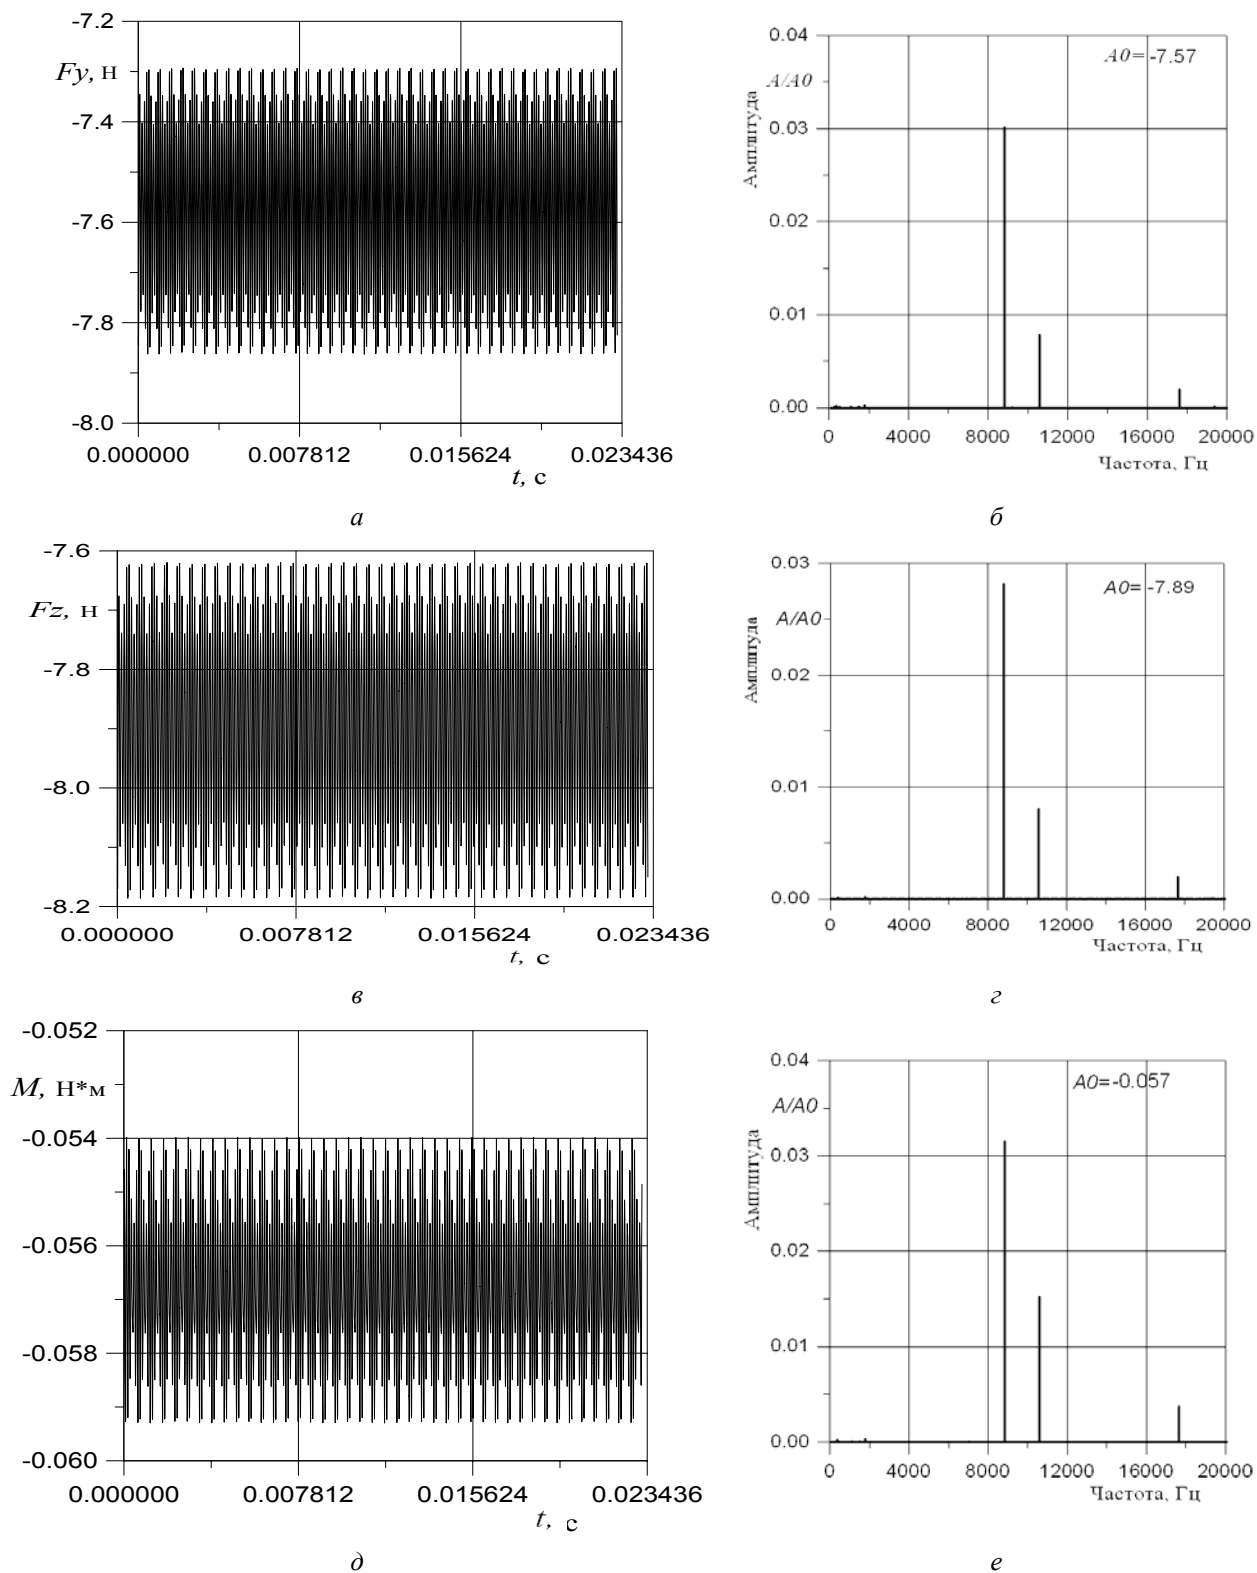 -7.2
Fy, н
-7.4
-7.6
-7.8
-8.0
0.000000 0.007812 0.015624 0.023436
t, с
а
0.04
A0= -7.57
A/A0
Амплитуда
0.03
0.02
0.01
0.00
0 4000 8000 12000 16000 20000
Частота, Гц
б
-7.6
Fz, н
-7.8
-8.0
-8.2
0.000000 0.007812 0.015624 0.023436
t, с
в
0.03
A0= -7.89
A/A0
Амплитуда
0.02
0.01
0.00
0 4000 8000 12000 16000 20000
Частота, Гц
г
-0.052
M, Н*м
-0.054
-0.056
-0.058
-0.060
0.000000 0.007812 0.015624 0.023436
t, с
д
0.04
A0= -0.057
A/A0
Амплитуда
0.03
0.02
0.01
0.00
0 4000 8000 12000 16000 20000
Частота, Гц
е